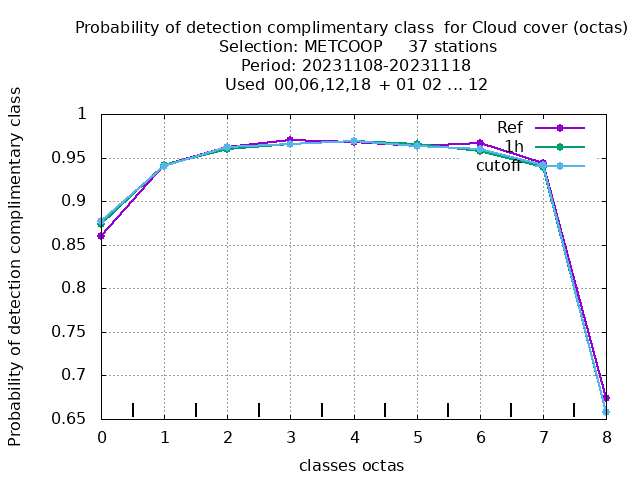 Probability of detection complimentary class  for Cloud cover (octas)
Selection: METCOOP     37 stations
Period: 20231108-20231118
Used  00,06,12,18 + 01 02 ... 12
Probability of detection complimentary class
1
0.95
0.9
0.85
0.8
0.75
0.7
0.65
Ref
1h
cutoff
0 1 2 3 4 5 6 7 8
classes octas